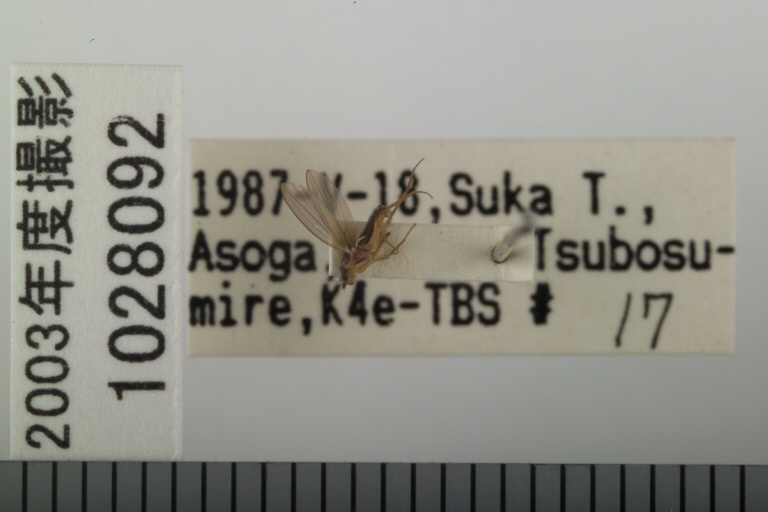 2003年度撮影
1028092
1987 V-18, Suka T.,
Asoga, Tsubosu-
mire, K4e-TBS # 17